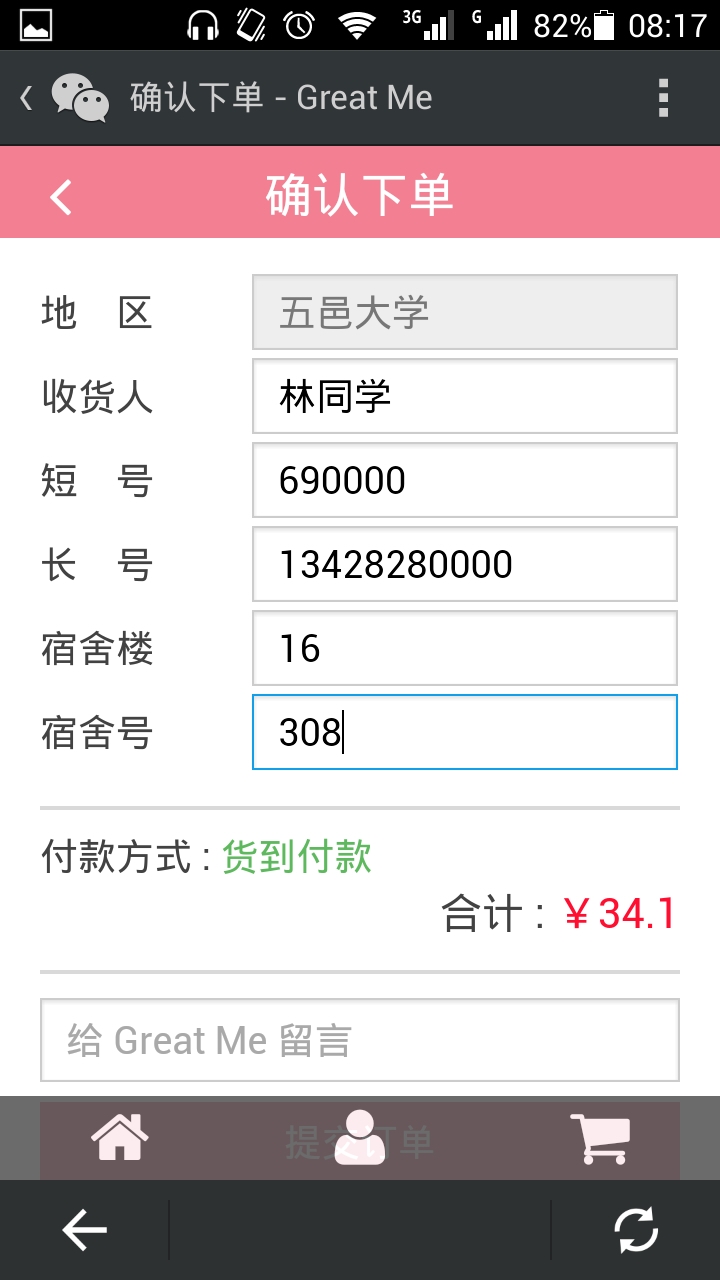 3G G 82% 08:17
确认下单 - Great Me
确认下单
地 区 五邑大学
收货人 林同学
短 号 690000
长 号 13428280000
宿舍楼 16
宿舍号 308
付款方式 : 货到付款
合计 : ￥34.1
给 Great Me 留言
提交订单